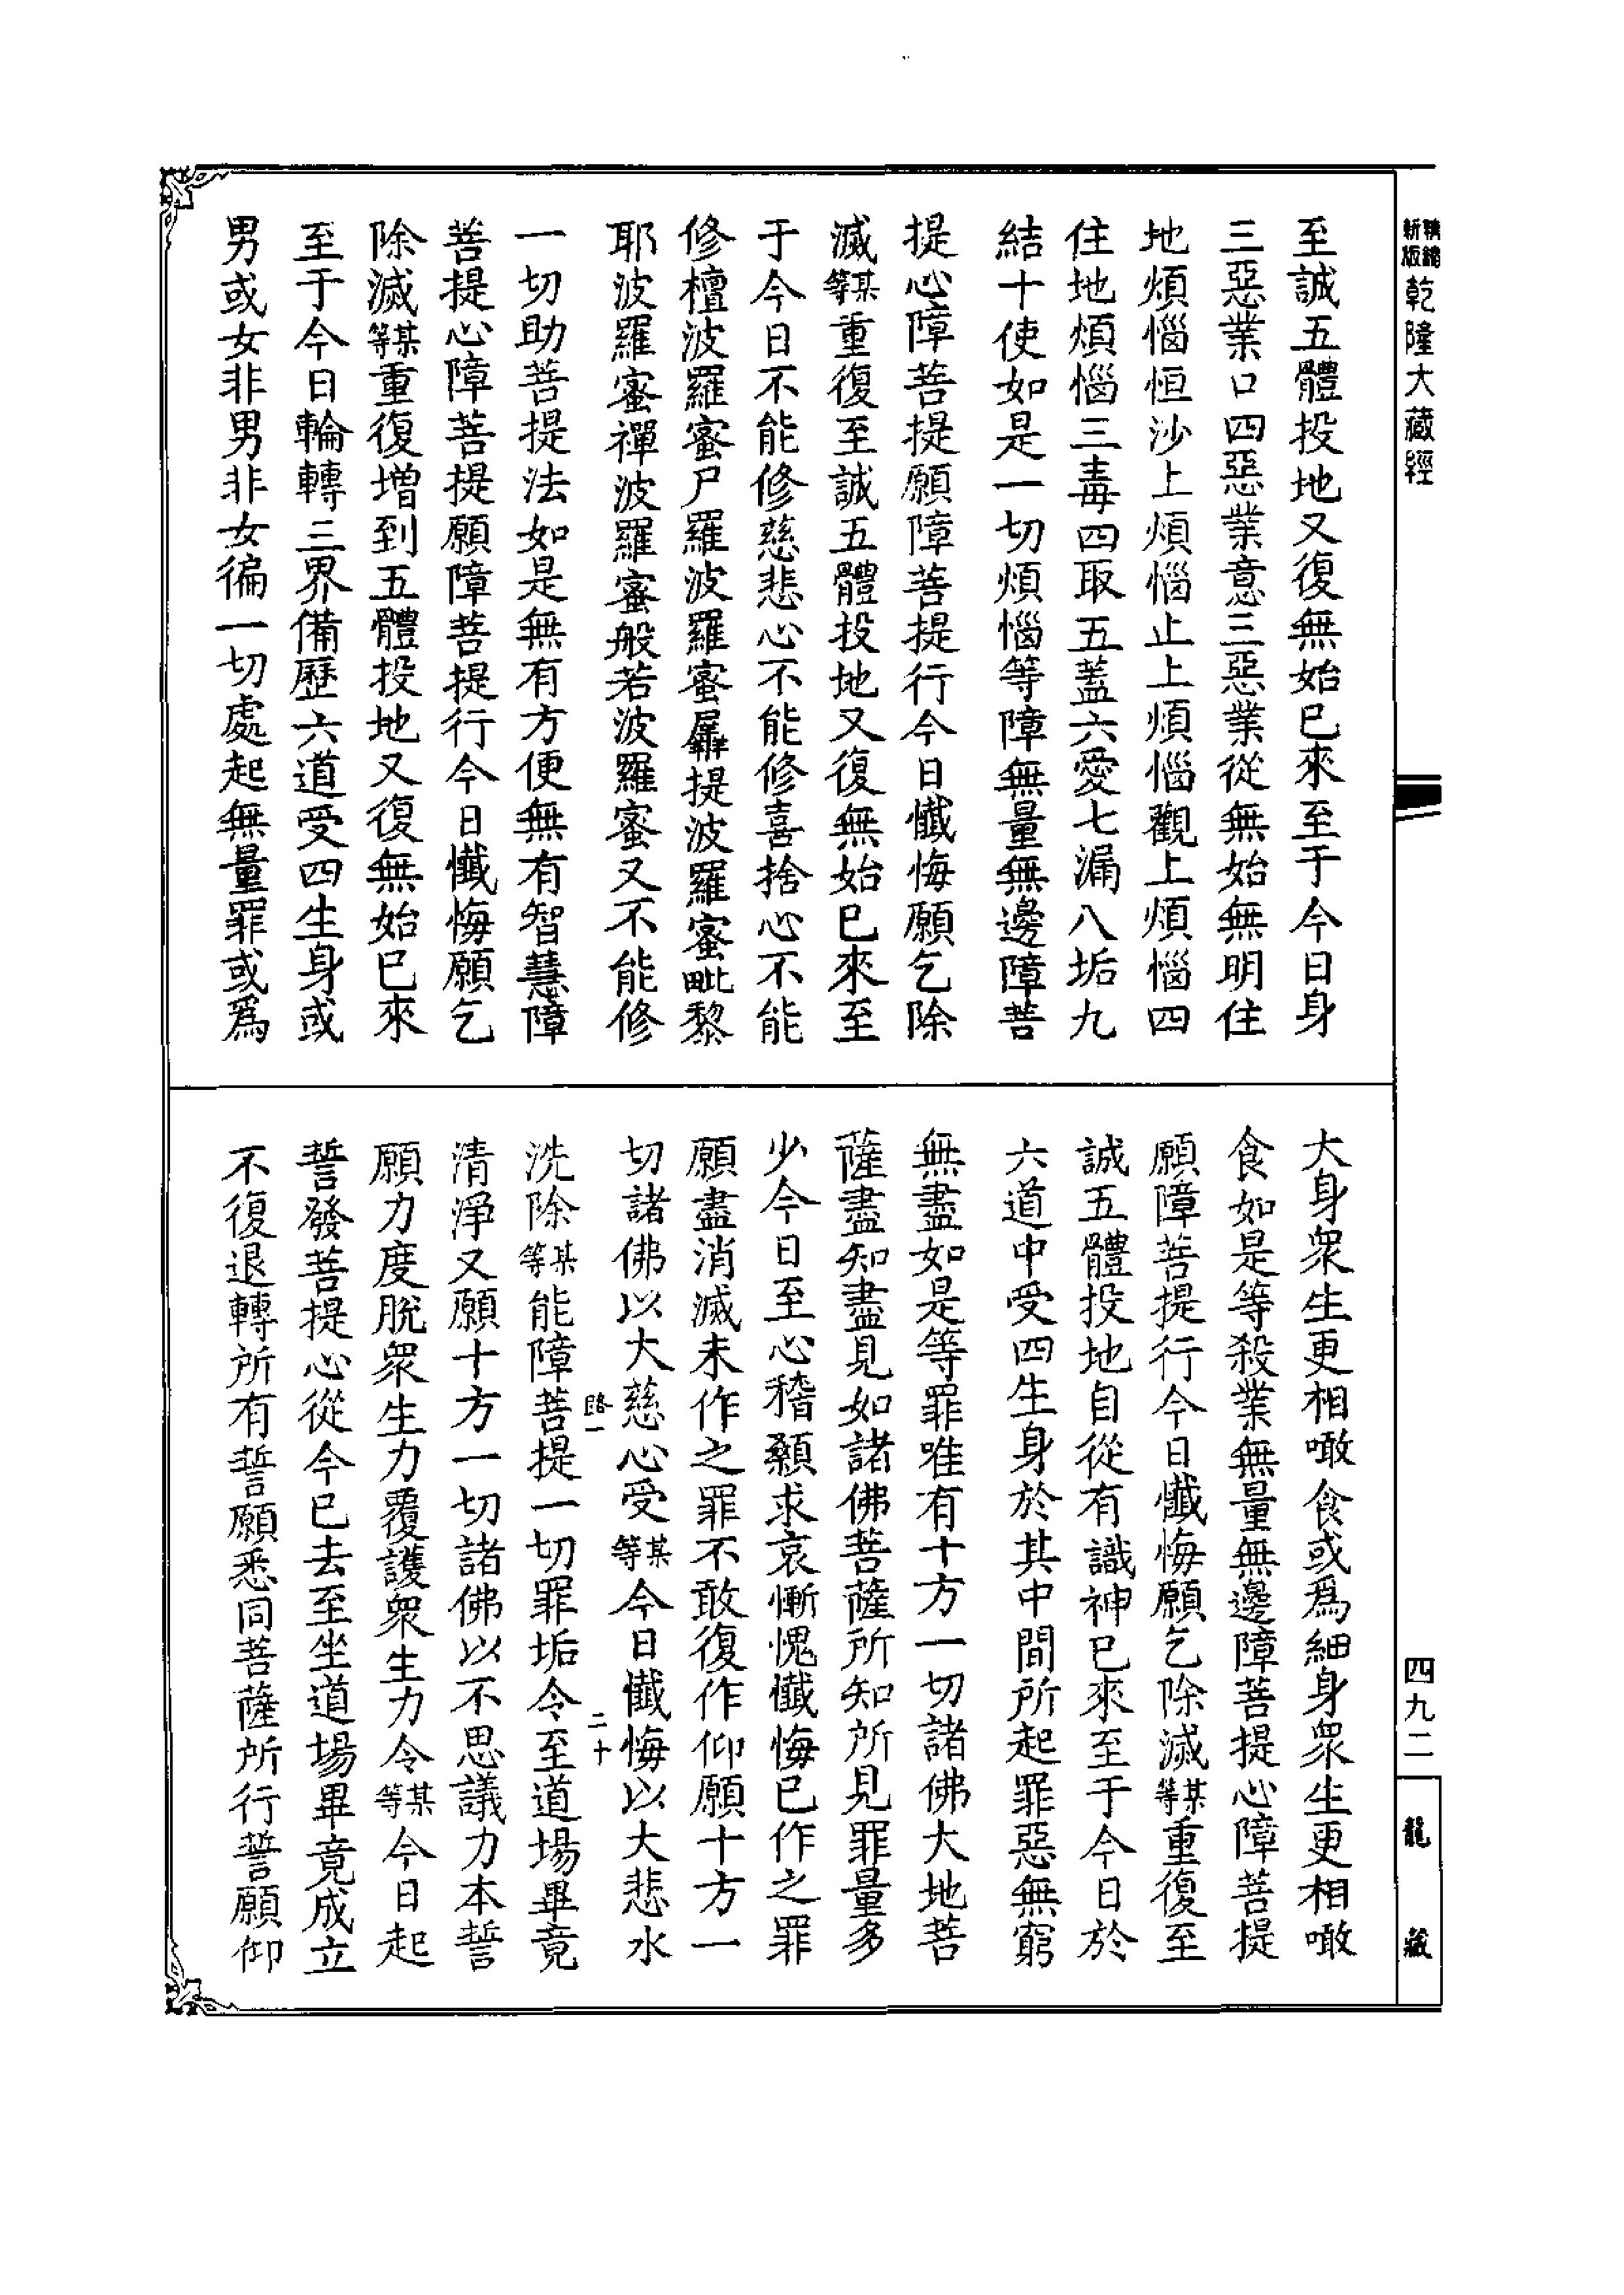 新版
精縮
乾隆大藏經
至誠五體投地又復無始已來至于今日身
三惡業口四惡業意三惡業從無始無明住
地煩惱恒沙上煩惱止上煩惱觀上煩惱四
住地煩惱三毒四取五蓋六愛七漏八垢九
結十使如是一切煩惱等障無量無邊障菩
提心障菩提願障菩提行今日懺悔願乞除
滅某等重復至誠五體投地又復無始已來至
于今日不能修慈悲心不能修喜捨心不能
修檀波羅蜜尸羅波羅蜜羼提波羅蜜毗黎
耶波羅蜜禪波羅蜜般若波羅蜜又不能修
一切助菩提法如是無有方便無有智慧障
菩提心障菩提願障菩提行今日懺悔願乞
除滅某等重復增到五體投地又復無始已來
至于今日輪轉三界備歷六道受四生身或
男或女非男非女徧一切處起無量罪或為
大身眾生更相噉食或為細身眾生更相噉
食如是等殺業無量無邊障菩提心障菩提
願障菩提行今日懺悔願乞除滅某等重復至
誠五體投地自從有識神已來至于今日於
六道中受四生身於其中間所起罪惡無窮
無盡如是等罪唯有十方一切諸佛大地菩
薩盡知盡見如諸佛菩薩所知所見罪量多
少今日至心稽顙求哀慚愧懺悔已作之罪
願盡消滅未作之罪不敢復作仰願十方一
切諸佛以大慈心受某等今日懺悔以大悲水
路一
二十
洗除某等能障菩提一切罪垢令至道場畢竟
清淨又願十方一切諸佛以不思議力本誓
願力度脫眾生力覆護眾生力令某等今日起
誓發菩提心從今已去至坐道場畢竟成立
不復退轉所有誓願悉同菩薩所行誓願仰
四九二
龍藏